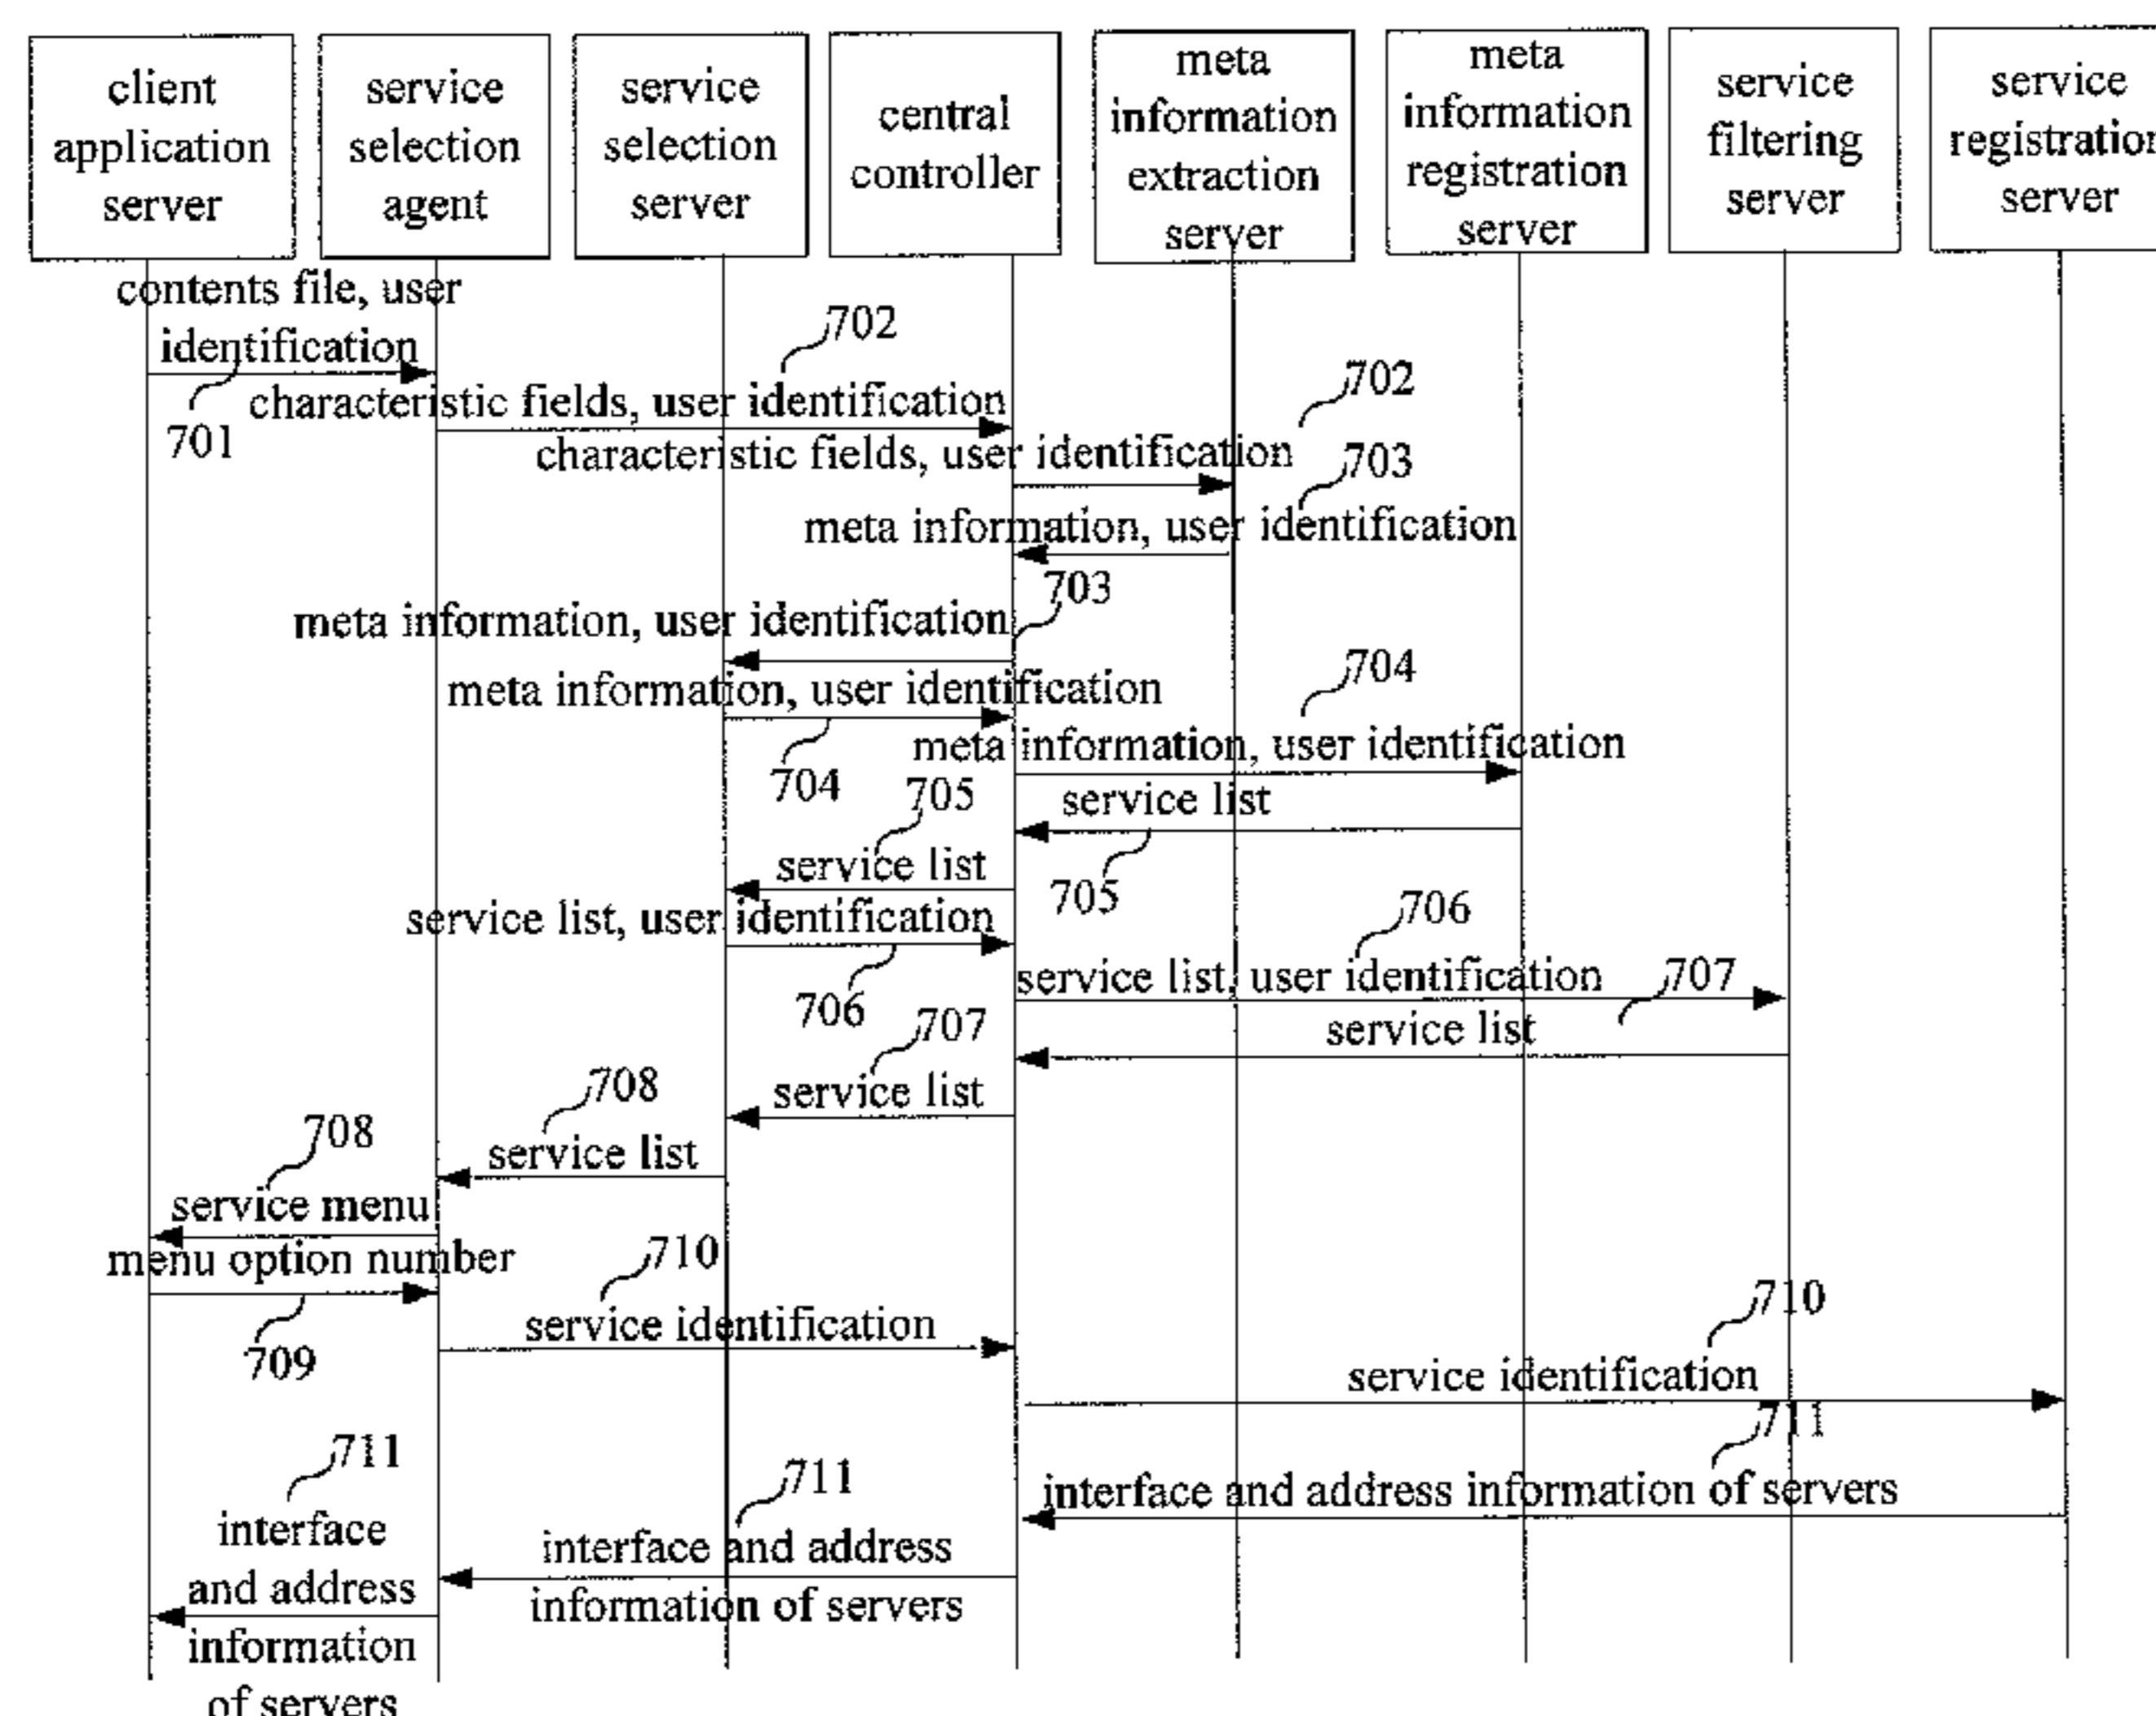 client
application
server
service
selection
agent
service
selection
server
central
controller
meta
information
extraction
server
meta
information
registration
server
service
filtering
server
service
registration
server
contents file, user
identification
701
702
characteristic fields, user identification
702
characteristic fields, user identification
703
meta information, user identification
703
meta information, user identification
meta information, user identification
704
704
meta information, user identification
service list
705
705
service list
service list, user identification
706
706
service list, user identification
707
service list
707
service list
708
service list
708
service menu
menu option number
709
710
service identification
710
service identification
711
interface and address information of servers
711
interface and address
information of servers
711
interface
and address
information
of servers